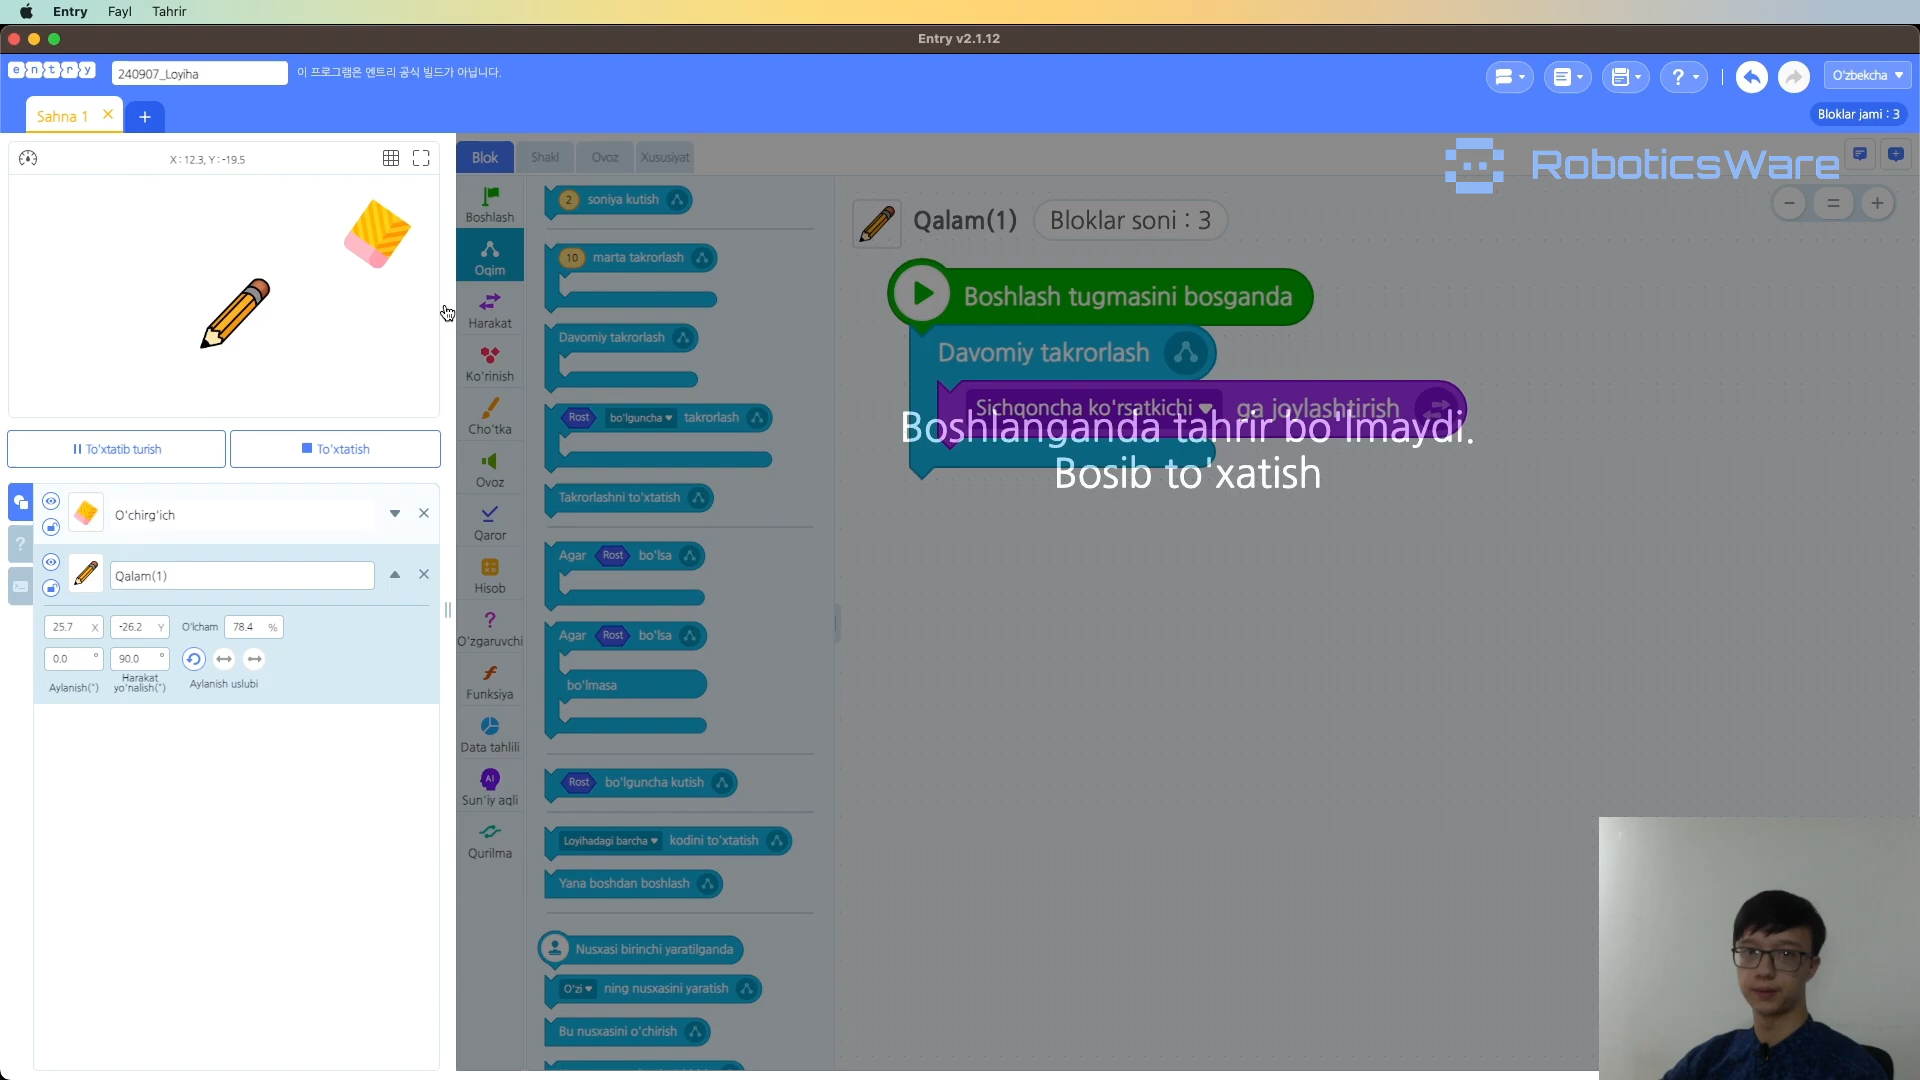 Entry Fayl Tahrir
Entry v2.1.12
entry
240907_Loyiha
이 프로그램은 엔트리 공식 빌드가 아닙니다.
?
O'zbekcha
Sahna 1
+
Bloklar jami : 3
X : 12.3, Y : -19.5
To'xtatib turish
To'xtatish
O'chirg'ich
?
Qalam(1)
25.7 X
-26.2 Y
O'lcham
78.4 %
0.0 °
90.0 °
Aylanish(°)
Harakat
yo'nalish(°)
Aylanish uslubi
Blok
Shakl
Ovoz
Xususiyat
Boshlash
Oqim
Harakat
Ko'rinish
Cho'tka
Ovoz
Qaror
Hisob
?
O'zgaruvchi
f
Funksiya
Data tahlili
AI
Sun'iy aqli
Qurilma
2 soniya kutish
10 marta takrorlash
Davomiy takrorlash
Rost bo'lguncha takrorlash
Takrorlashni to'xtatish
Agar Rost bo'lsa
Agar Rost bo'lsa
bo'lmasa
Rost bo'lguncha kutish
Loyihadagi barcha kodini to'xtatish
Yana boshdan boshlash
Nusxasi birinchi yaratilganda
O'zi ning nusxasini yaratish
Bu nusxasini o'chirish
RoboticsWare
Qalam(1)
Bloklar soni : 3
Boshlash tugmasini bosganda
Davomiy takrorlash
Sichqoncha ko'rsatkichi ga joylashtirish
Boshlanganda tahrir bo'lmaydi.
Bosib to'xatish